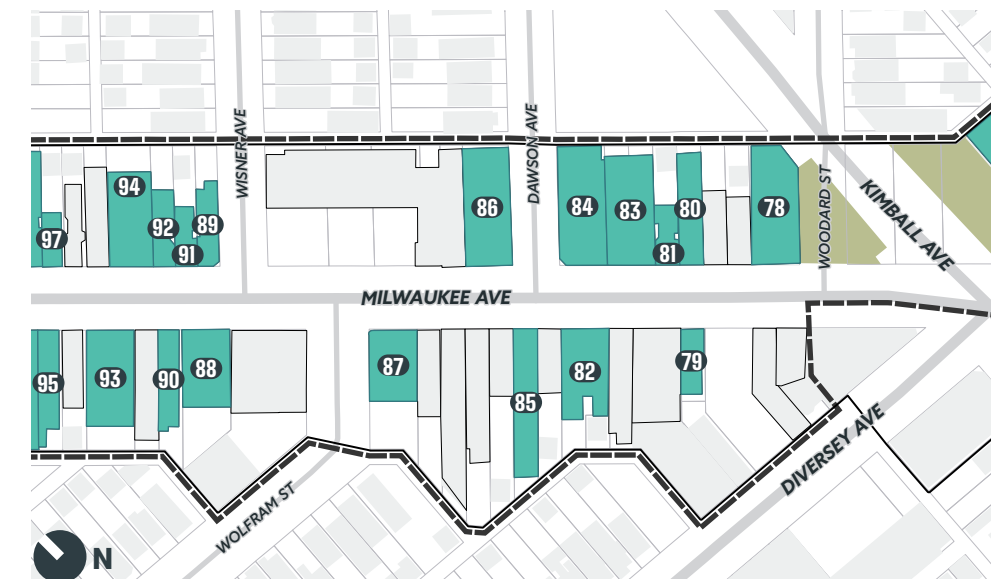 WISNER AVE
DAWSON AVE
WOODARD ST
KIMBALL AVE
94
97
92
89
91
86
84
83
80
81
78
MILWAUKEE AVE
95
93
90
88
87
85
82
79
DIVERSEY AVE
WOLFRAM ST
N